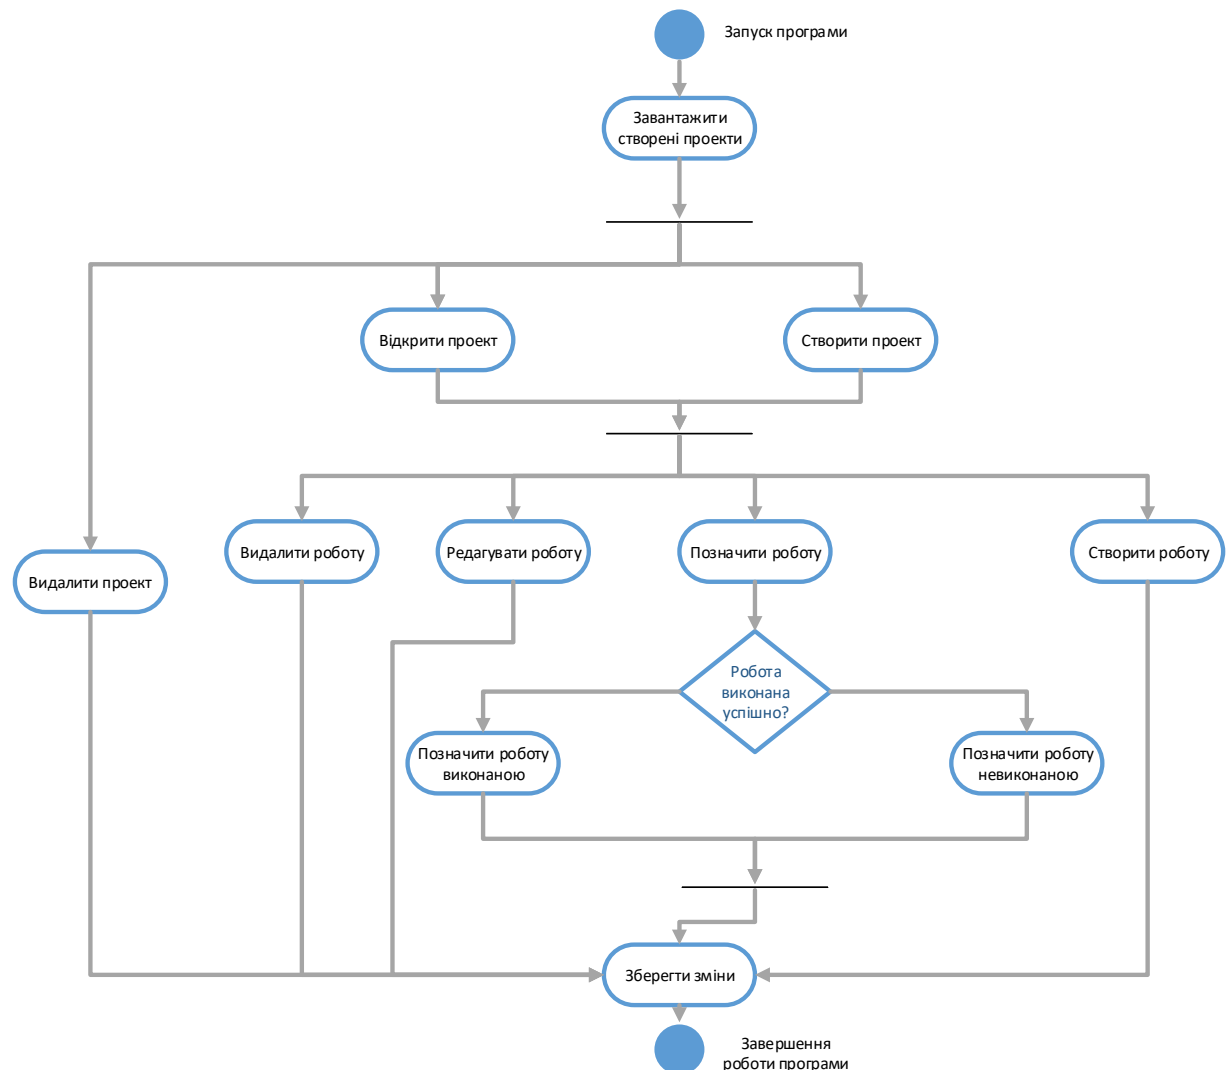 Запуск програми
Завантажити
створені проекти
Відкрити проект
Створити проект
Видалити роботу
Редагувати роботу
Позначити роботу
Створити роботу
Видалити проект
Робота
виконана
успішно?
Позначити роботу
виконаною
Позначити роботу
невиконаною
Зберегти зміни
Завершення
роботи програми